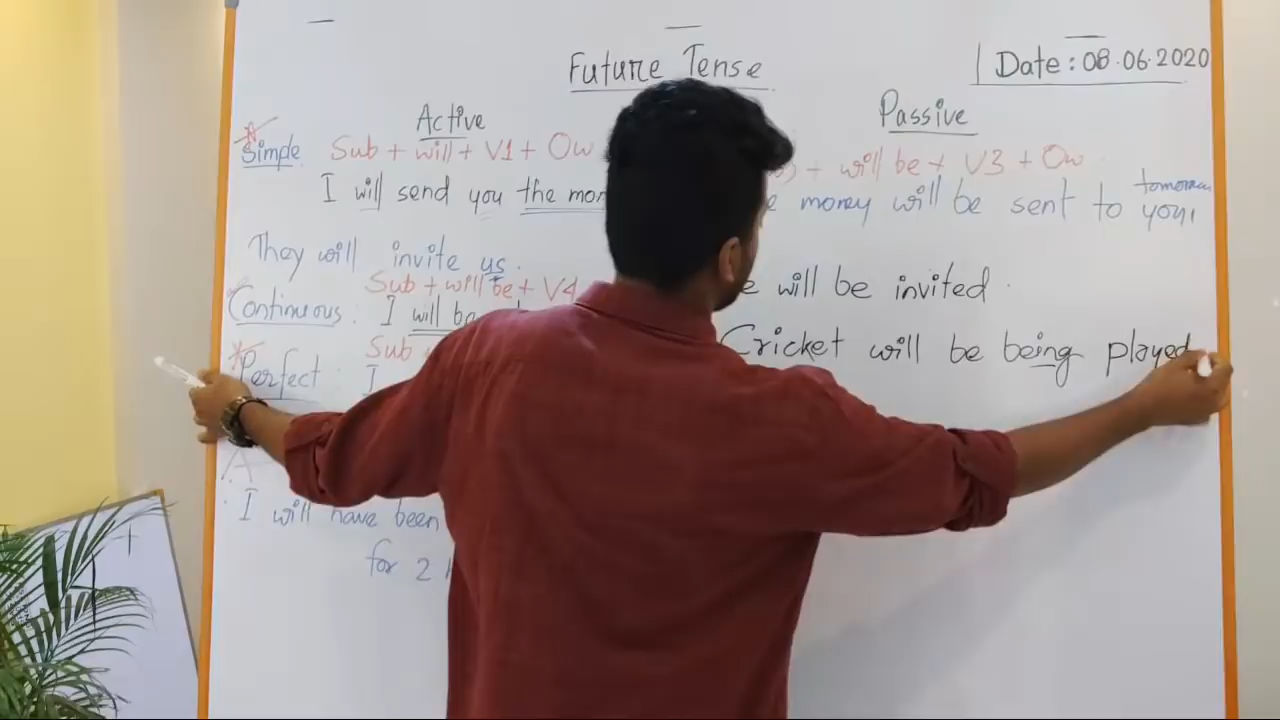 Future Tense
Date: 08.06.2020
Active
Passive
Simple Sub + will + V1 + Ow
) + will be + V3 + Ow
I will send you the mon
e money will be sent to you, tomorrow
They will invite us.
e will be invited.
Sub + will be + V4
Continuous: I will be
Cricket will be being played
Sub
Perfect: I
I will have been
for 2